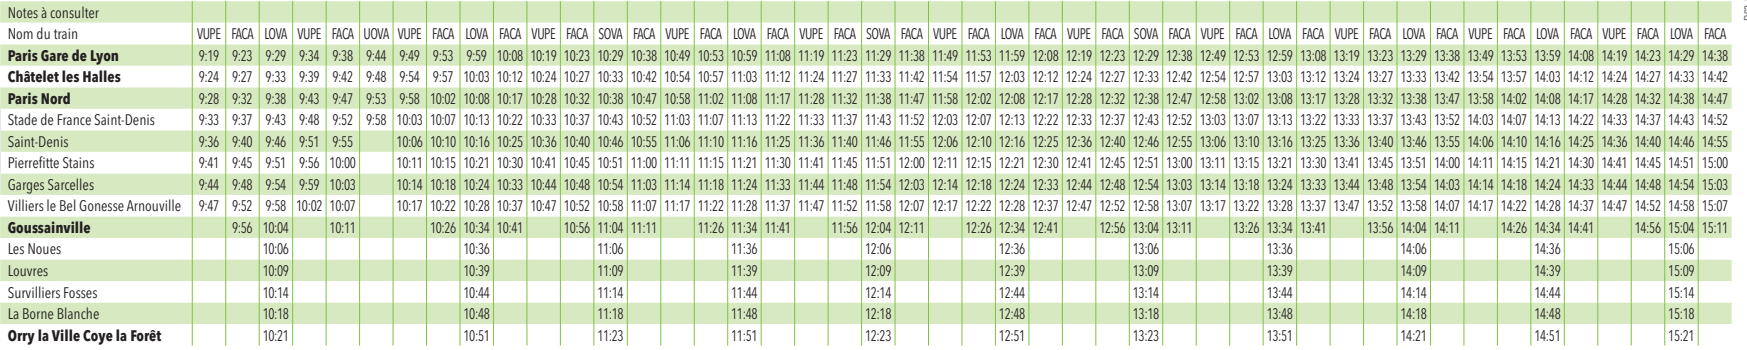 Notes à consulter
Nom du train VUPE FACA LOVA VUPE FACA UOVA VUPE FACA LOVA FACA VUPE FACA SOVA FACA VUPE FACA LOVA FACA VUPE FACA SOVA FACA VUPE FACA LOVA FACA VUPE FACA SOVA FACA VUPE FACA LOVA FACA VUPE FACA LOVA FACA VUPE FACA LOVA FACA VUPE FACA LOVA FACA
Paris Gare de Lyon 9:19 9:23 9:29 9:34 9:38 9:44 9:49 9:53 9:59 10:08 10:19 10:23 10:29 10:38 10:49 10:53 10:59 11:08 11:19 11:23 11:29 11:38 11:49 11:53 11:59 12:08 12:19 12:23 12:29 12:38 12:49 12:53 12:59 13:08 13:19 13:23 13:29 13:38 13:49 13:53 13:59 14:08 14:19 14:23 14:29 14:38
Châtelet les Halles 9:24 9:27 9:33 9:39 9:42 9:48 9:54 9:57 10:03 10:12 10:24 10:27 10:33 10:42 10:54 10:57 11:03 11:12 11:24 11:27 11:33 11:42 11:54 11:57 12:03 12:12 12:24 12:27 12:33 12:42 12:54 12:57 13:03 13:12 13:24 13:27 13:33 13:42 13:54 13:57 14:03 14:12 14:24 14:27 14:33 14:42
Paris Nord 9:28 9:32 9:38 9:43 9:47 9:53 9:58 10:02 10:08 10:17 10:28 10:32 10:38 10:47 10:58 11:02 11:08 11:17 11:28 11:32 11:38 11:47 11:58 12:02 12:08 12:17 12:28 12:32 12:38 12:47 12:58 13:02 13:08 13:17 13:28 13:32 13:38 13:47 13:58 14:02 14:08 14:17 14:28 14:32 14:38 14:47
Stade de France Saint-Denis 9:33 9:37 9:43 9:48 9:52 9:58 10:03 10:07 10:13 10:22 10:33 10:37 10:43 10:52 11:03 11:07 11:13 11:22 11:33 11:37 11:43 11:52 12:03 12:07 12:13 12:22 12:33 12:37 12:43 12:52 13:03 13:07 13:13 13:22 13:33 13:37 13:43 13:52 14:03 14:07 14:13 14:22 14:33 14:37 14:43 14:52
Saint-Denis 9:36 9:40 9:46 9:51 9:55 10:06 10:10 10:16 10:25 10:36 10:40 10:46 10:55 11:06 11:10 11:16 11:25 11:36 11:40 11:46 11:55 12:06 12:10 12:16 12:25 12:36 12:40 12:46 12:55 13:06 13:10 13:16 13:25 13:36 13:40 13:46 13:55 14:06 14:10 14:16 14:25 14:36 14:40 14:46 14:55
Pierrefitte Stains 9:41 9:45 9:51 9:56 10:00 10:11 10:15 10:21 10:30 10:41 10:45 10:51 11:00 11:11 11:15 11:21 11:30 11:41 11:45 11:51 12:00 12:11 12:15 12:21 12:30 12:41 12:45 12:51 13:00 13:11 13:15 13:21 13:30 13:41 13:45 13:51 14:00 14:11 14:15 14:21 14:30 14:41 14:45 14:51 15:00
Garges Sarcelles 9:44 9:48 9:54 9:59 10:03 10:14 10:18 10:24 10:33 10:44 10:48 10:54 11:03 11:14 11:18 11:24 11:33 11:44 11:48 11:54 12:03 12:14 12:18 12:24 12:33 12:44 12:48 12:54 13:03 13:14 13:18 13:24 13:33 13:44 13:48 13:54 14:03 14:14 14:18 14:24 14:33 14:44 14:48 14:54 15:03
Villiers le Bel Gonesse Arnouville 9:47 9:52 9:58 10:02 10:07 10:17 10:22 10:28 10:37 10:47 10:52 10:58 11:07 11:17 11:22 11:28 11:37 11:47 11:52 11:58 12:07 12:17 12:22 12:28 12:37 12:47 12:52 12:58 13:07 13:17 13:22 13:28 13:37 13:47 13:52 13:58 14:07 14:17 14:22 14:28 14:37 14:47 14:52 14:58 15:07
Goussainville 9:56 10:04 10:11 10:26 10:34 10:41 10:56 11:04 11:11 11:26 11:34 11:41 11:56 12:04 12:11 12:26 12:34 12:41 12:56 13:04 13:11 13:26 13:34 13:41 13:56 14:04 14:11 14:26 14:34 14:41 14:56 15:04 15:11
Les Noues 10:06 10:36 11:06 11:36 12:06 12:36 13:06 13:36 14:06 14:36 15:06
Louvres 10:09 10:39 11:09 11:39 12:09 12:39 13:09 13:39 14:09 14:39 15:09
Survilliers Fosses 10:14 10:44 11:14 11:44 12:14 12:44 13:14 13:44 14:14 14:44 15:14
La Borne Blanche 10:18 10:48 11:18 11:48 12:18 12:48 13:18 13:48 14:18 14:48 15:18
Orry la Ville Coye la Forêt 10:21 10:51 11:23 11:51 12:23 12:51 13:23 13:51 14:21 14:51 15:21